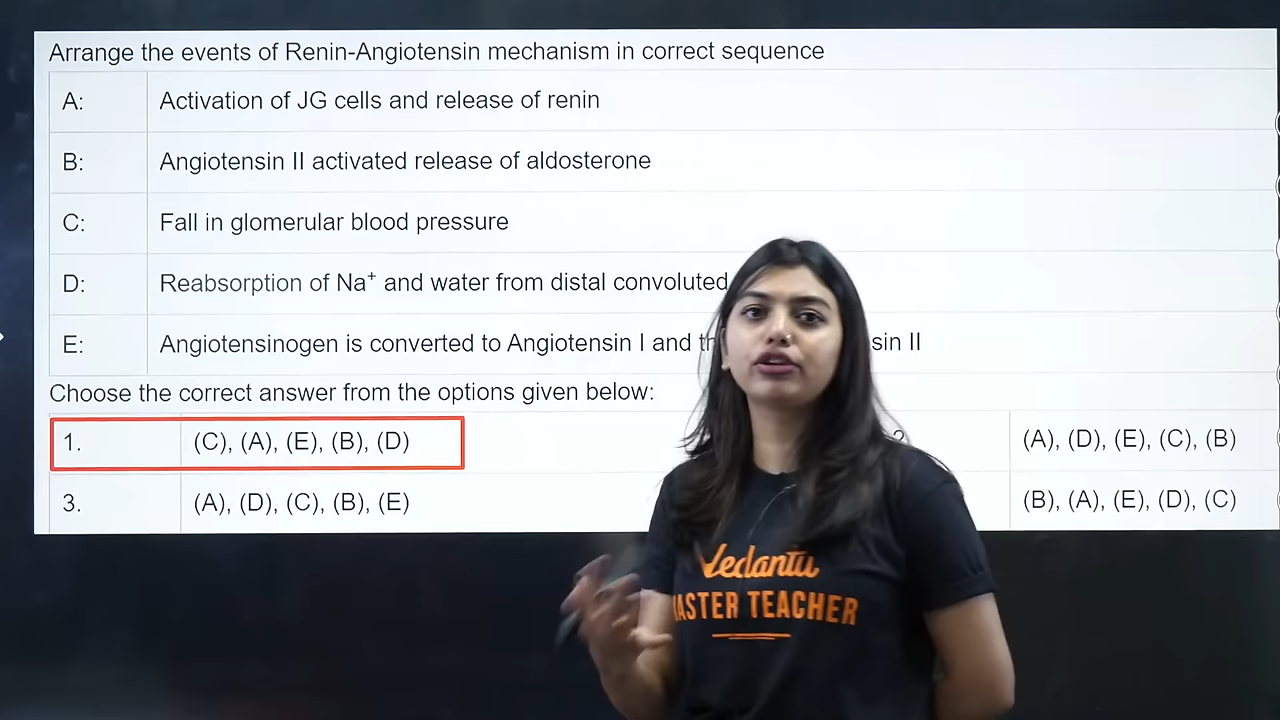 Arrange the events of Renin-Angiotensin mechanism in correct sequence
A: Activation of JG cells and release of renin
B: Angiotensin II activated release of aldosterone
C: Fall in glomerular blood pressure
D: Reabsorption of Na⁺ and water from distal convoluted
E: Angiotensinogen is converted to Angiotensin I and
Choose the correct answer from the options given below:
1. (C), (A), (E), (B), (D) (A), (D), (E), (C), (B)
3. (A), (D), (C), (B), (E) (B), (A), (E), (D), (C)
Vedantu
MASTER TEACHER